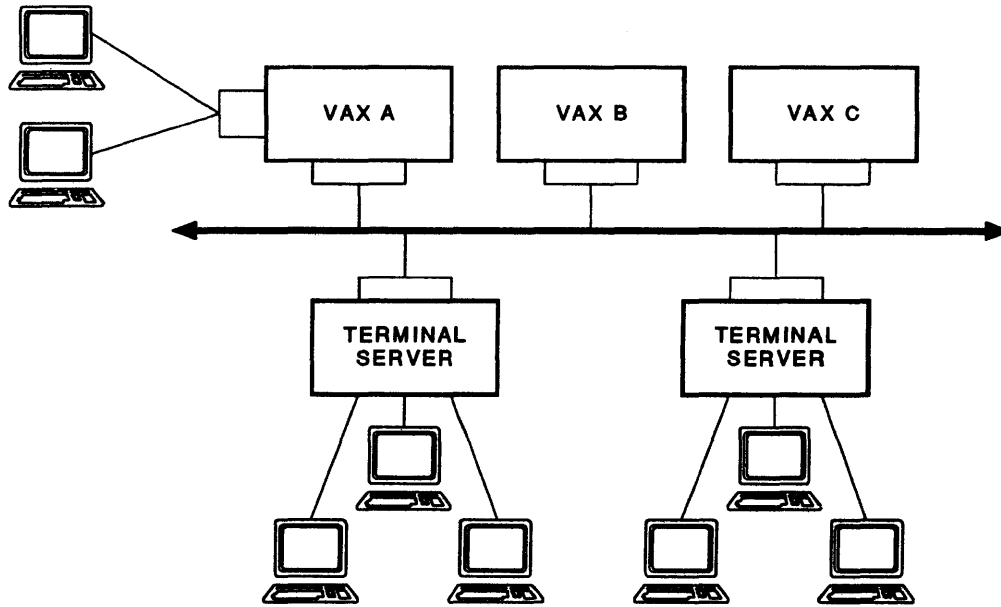 VAX A
VAX B
VAX C
TERMINAL
SERVER
TERMINAL
SERVER